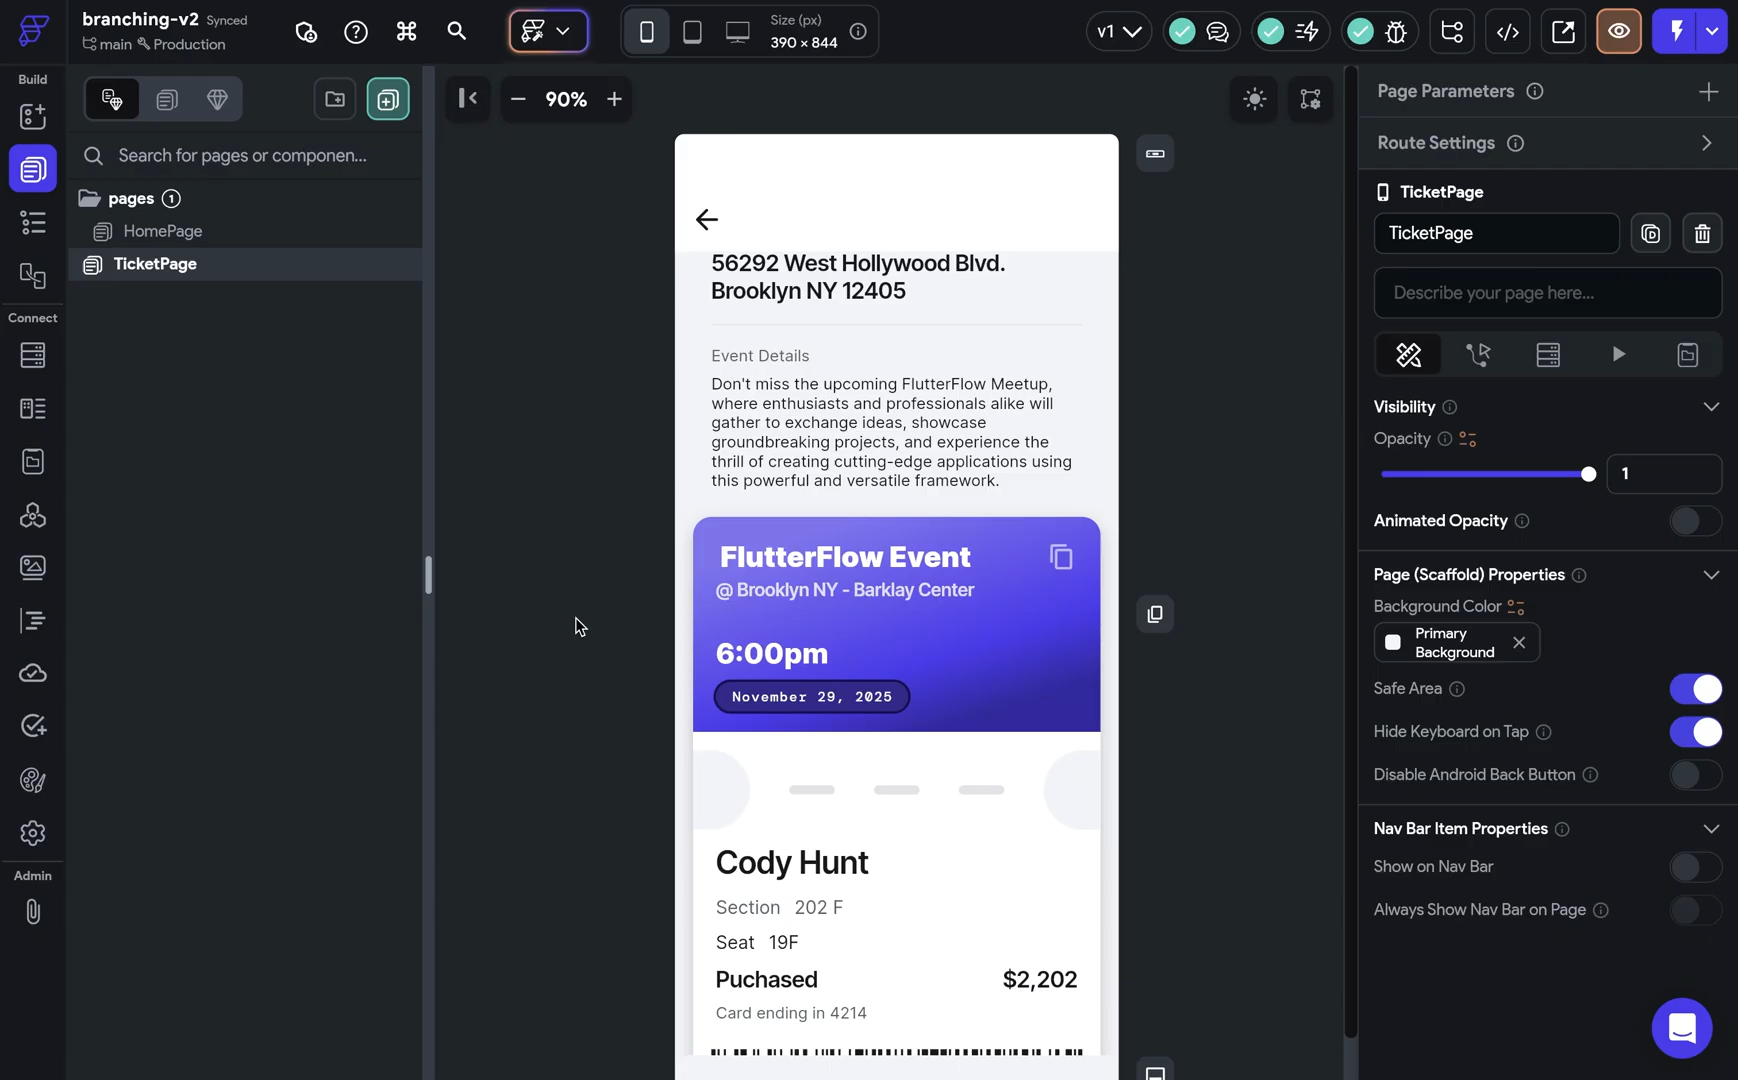 branching-v2 Synced
main Production
Size (px)
390 × 844
v1
Build
Search for pages or componen...
90%
Page Parameters
Route Settings
pages 1
HomePage
TicketPage
TicketPage
TicketPage
Describe your page here...
56292 West Hollywood Blvd.
Brooklyn NY 12405
Connect
Event Details
Don't miss the upcoming FlutterFlow Meetup,
where enthusiasts and professionals alike will
gather to exchange ideas, showcase
groundbreaking projects, and experience the
thrill of creating cutting-edge applications using
this powerful and versatile framework.
Visibility
Opacity
1
Animated Opacity
FlutterFlow Event
@ Brooklyn NY - Barklay Center
6:00pm
November 29, 2025
Page (Scaffold) Properties
Background Color
Primary
Background
Safe Area
Hide Keyboard on Tap
Disable Android Back Button
Nav Bar Item Properties
Show on Nav Bar
Always Show Nav Bar on Page
Admin
Cody Hunt
Section 202 F
Seat 19F
Puchased $2,202
Card ending in 4214